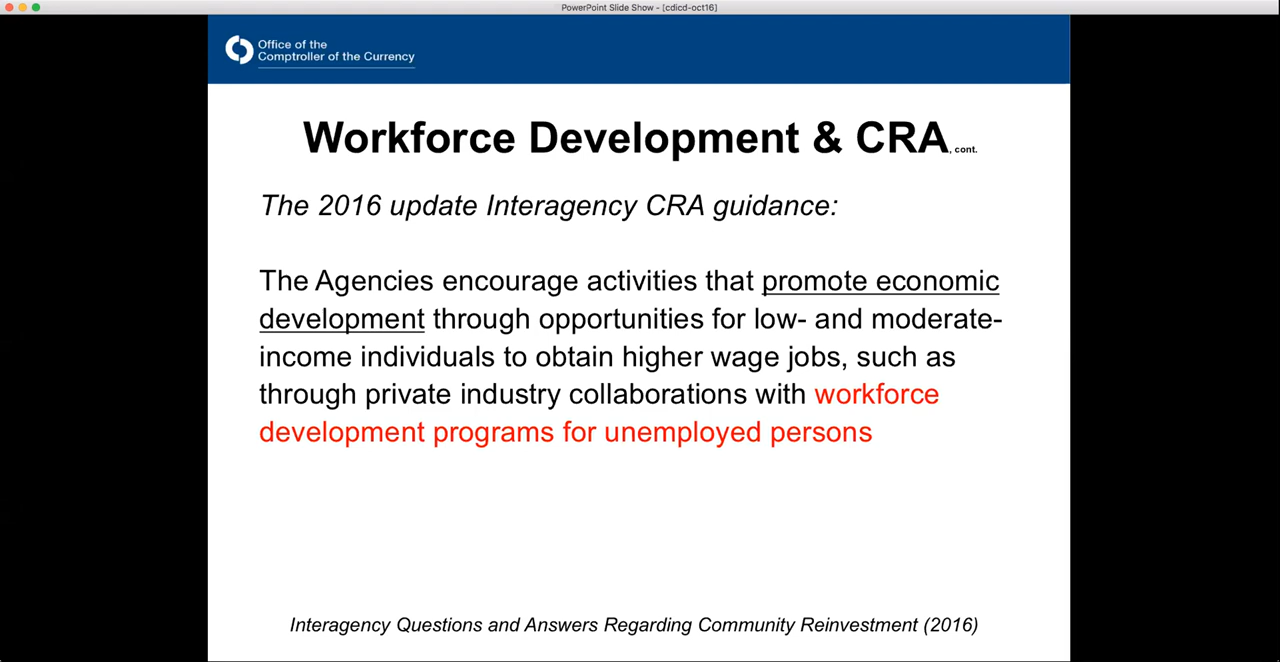 PowerPoint Slide Show - [cdicd-oct16]
Office of the
Comptroller of the Currency
Workforce Development & CRA, cont.
The 2016 update Interagency CRA guidance:
The Agencies encourage activities that promote economic
development through opportunities for low- and moderate-
income individuals to obtain higher wage jobs, such as
through private industry collaborations with workforce
development programs for unemployed persons
Interagency Questions and Answers Regarding Community Reinvestment (2016)